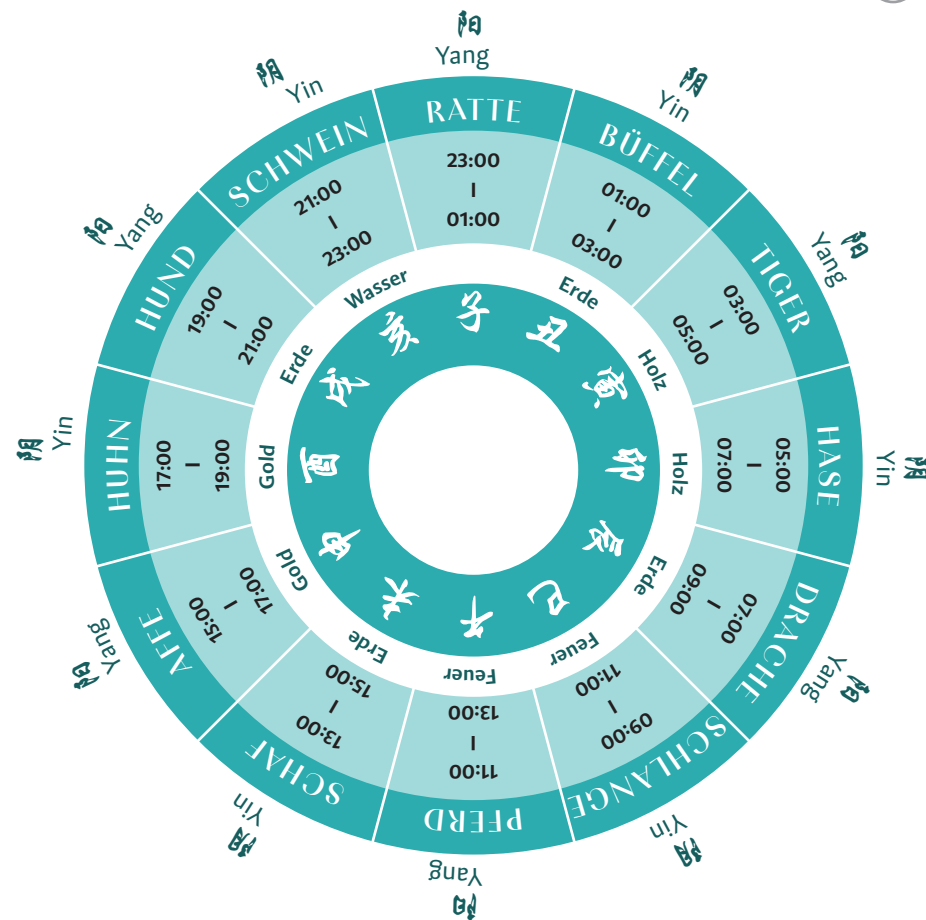 阳
Yang
RATTE
23:00
–
01:00
子
阴
Yin
BÜFFEL
01:00
–
03:00
Erde
丑
阳
Yang
TIGER
03:00
–
05:00
Holz
寅
阴
Yin
HASE
05:00
–
07:00
Holz
卯
阳
Yang
DRACHE
07:00
–
09:00
Erde
辰
阴
Yin
SCHLANGE
09:00
–
11:00
Feuer
巳
阳
Yang
PFERD
11:00
–
13:00
Feuer
午
阴
Yin
SCHAF
13:00
–
15:00
Erde
未
阳
Yang
AFFE
15:00
–
17:00
Gold
申
阴
Yin
HUHN
17:00
–
19:00
Gold
酉
阳
Yang
HUND
19:00
–
21:00
Erde
戌
阴
Yin
SCHWEIN
21:00
–
23:00
Wasser
亥